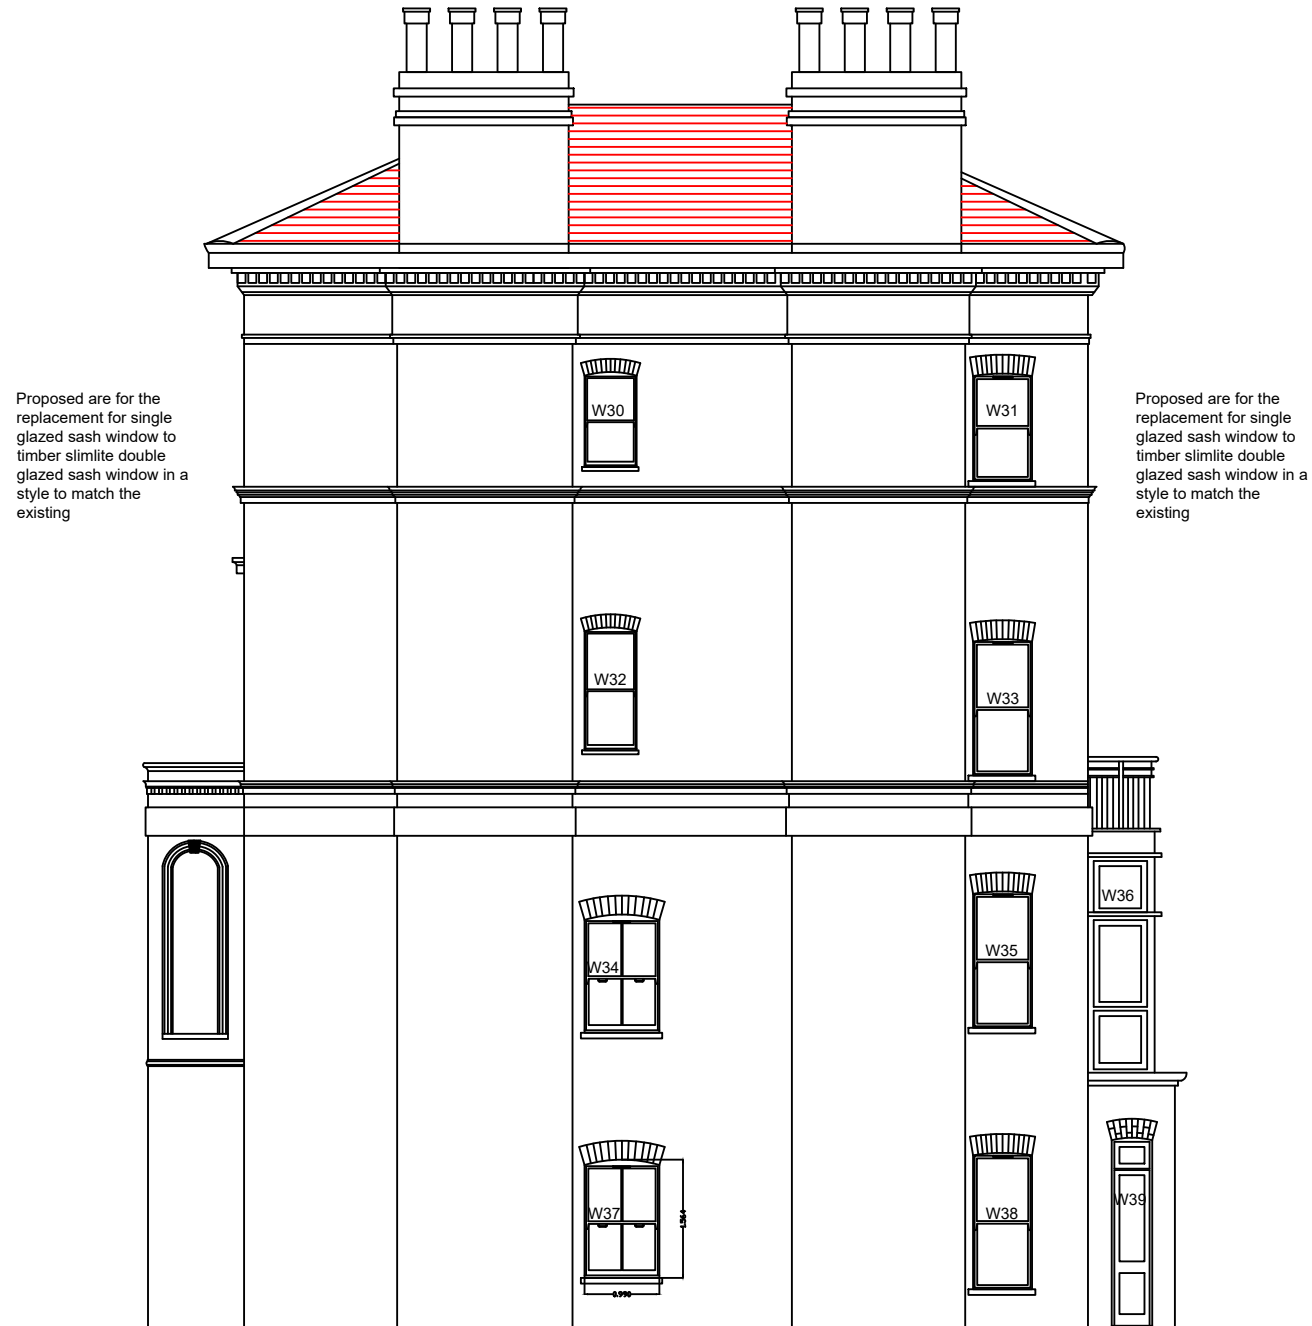 Proposed are for the
replacement for single
glazed sash window to
timber slimlite double
glazed sash window in a
style to match the
existing
Proposed are for the
replacement for single
glazed sash window to
timber slimlite double
glazed sash window in a
style to match the
existing
W30
W31
W32
W33
W34
W35
W36
W37
W38
W39
0.990